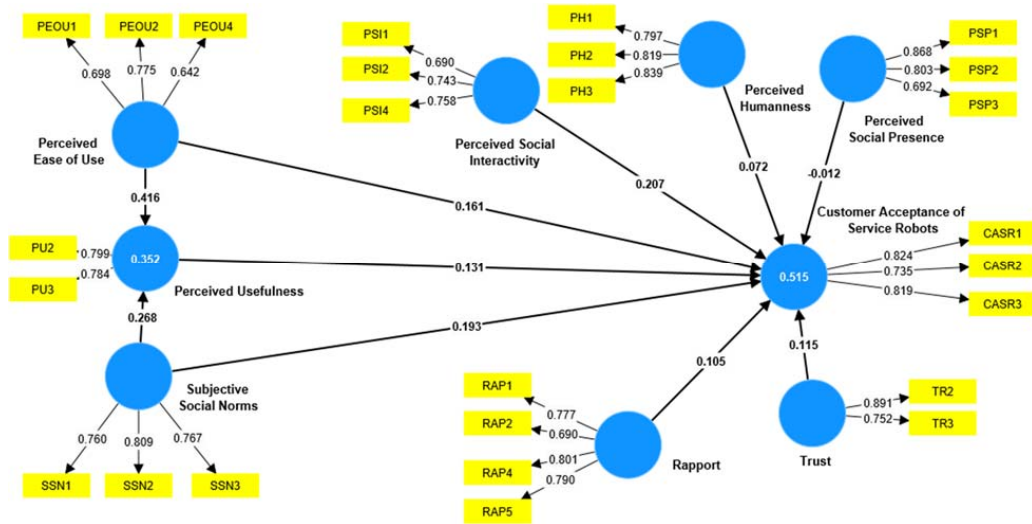 PEOU1
PEOU2
PEOU4
0.698
0.775
0.642
Perceived
Ease of Use
0.416
PSI1
PSI2
PSI4
0.690
0.743
0.758
Perceived Social
Interactivity
0.207
PH1
PH2
PH3
0.797
0.819
0.839
Perceived
Humanness
0.072
PSP1
PSP2
PSP3
0.868
0.803
0.692
Perceived
Social Presence
-0.012
0.161
PU2
PU3
0.799
0.784
0.352
Perceived Usefulness
0.131
Customer Acceptance of
Service Robots
0.515
0.824
0.735
0.819
CASR1
CASR2
CASR3
0.268
0.193
Subjective
Social Norms
0.760
0.809
0.767
SSN1
SSN2
SSN3
RAP1
RAP2
RAP4
RAP5
0.777
0.690
0.801
0.790
Rapport
0.105
0.115
Trust
0.891
0.752
TR2
TR3